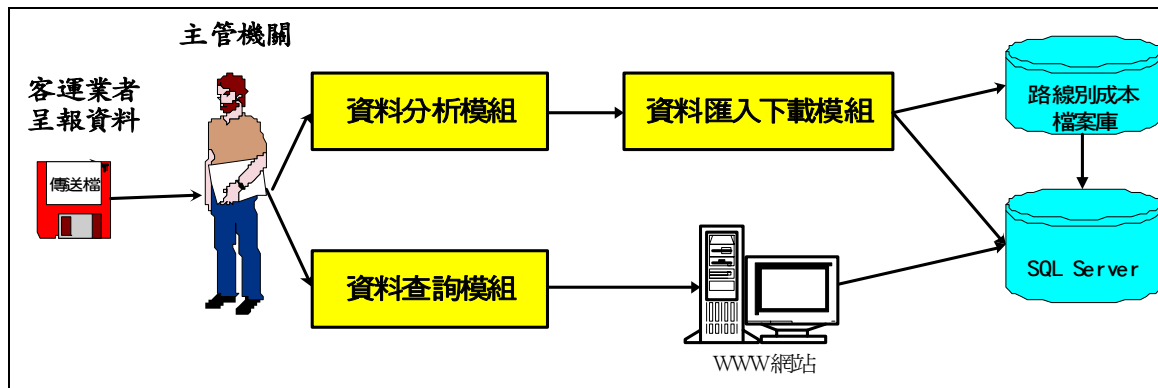 主管機關
客運業者
呈報資料
傳送檔
資料分析模組
資料匯入下載模組
路線別成本
檔案庫
資料查詢模組
SQL Server
WWW網站